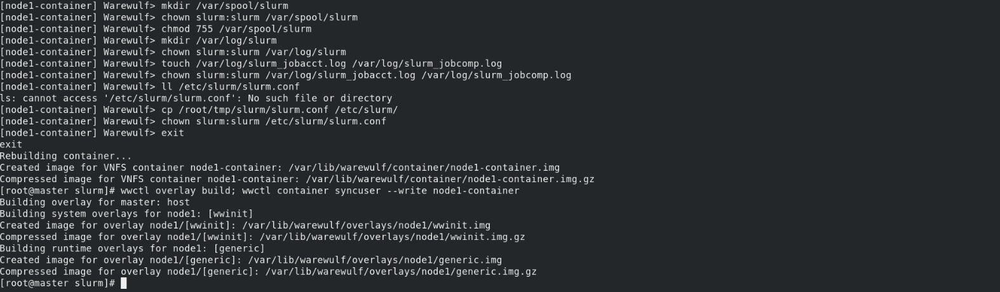 [node1-container] Warewulf> mkdir /var/spool/slurm
[node1-container] Warewulf> chown slurm:slurm /var/spool/slurm
[node1-container] Warewulf> chmod 755 /var/spool/slurm
[node1-container] Warewulf> mkdir /var/log/slurm
[node1-container] Warewulf> chown slurm:slurm /var/log/slurm
[node1-container] Warewulf> touch /var/log/slurm_jobacct.log /var/log/slurm_jobcomp.log
[node1-container] Warewulf> chown slurm:slurm /var/log/slurm_jobacct.log /var/log/slurm_jobcomp.log
[node1-container] Warewulf> ll /etc/slurm/slurm.conf
ls: cannot access '/etc/slurm/slurm.conf': No such file or directory
[node1-container] Warewulf> cp /root/tmp/slurm/slurm.conf /etc/slurm/
[node1-container] Warewulf> chown slurm:slurm /etc/slurm/slurm.conf
[node1-container] Warewulf> exit
exit
Rebuilding container...
Created image for VNFS container node1-container: /var/lib/warewulf/container/node1-container.img
Compressed image for VNFS container node1-container: /var/lib/warewulf/container/node1-container.img.gz
[root@master slurm]# wwctl overlay build; wwctl container syncuser --write node1-container
Building overlay for master: host
Building system overlays for node1: [wwinit]
Created image for overlay node1/[wwinit]: /var/lib/warewulf/overlays/node1/wwinit.img
Compressed image for overlay node1/[wwinit]: /var/lib/warewulf/overlays/node1/wwinit.img.gz
Building runtime overlays for node1: [generic]
Created image for overlay node1/[generic]: /var/lib/warewulf/overlays/node1/generic.img
Compressed image for overlay node1/[generic]: /var/lib/warewulf/overlays/node1/generic.img.gz
[root@master slurm]#